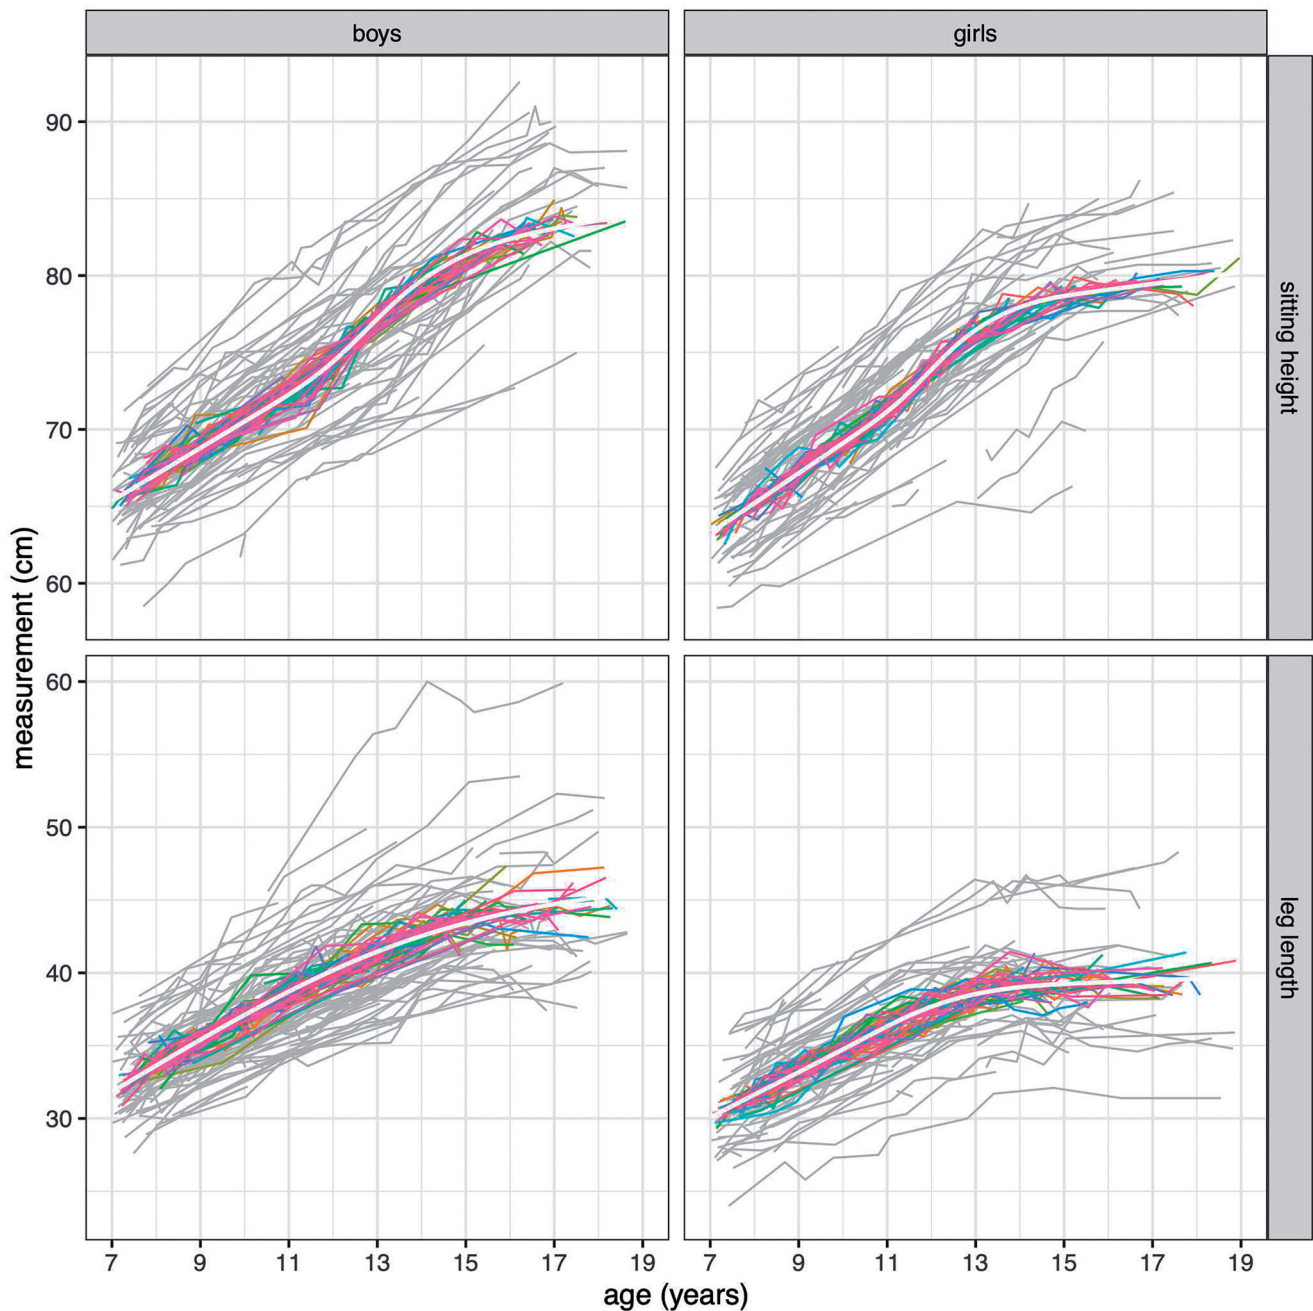 boys
girls
measurement (cm)
90
80
70
60
sitting height
60
50
40
30
leg length
7 9 11 13 15 17 19
7 9 11 13 15 17 19
age (years)